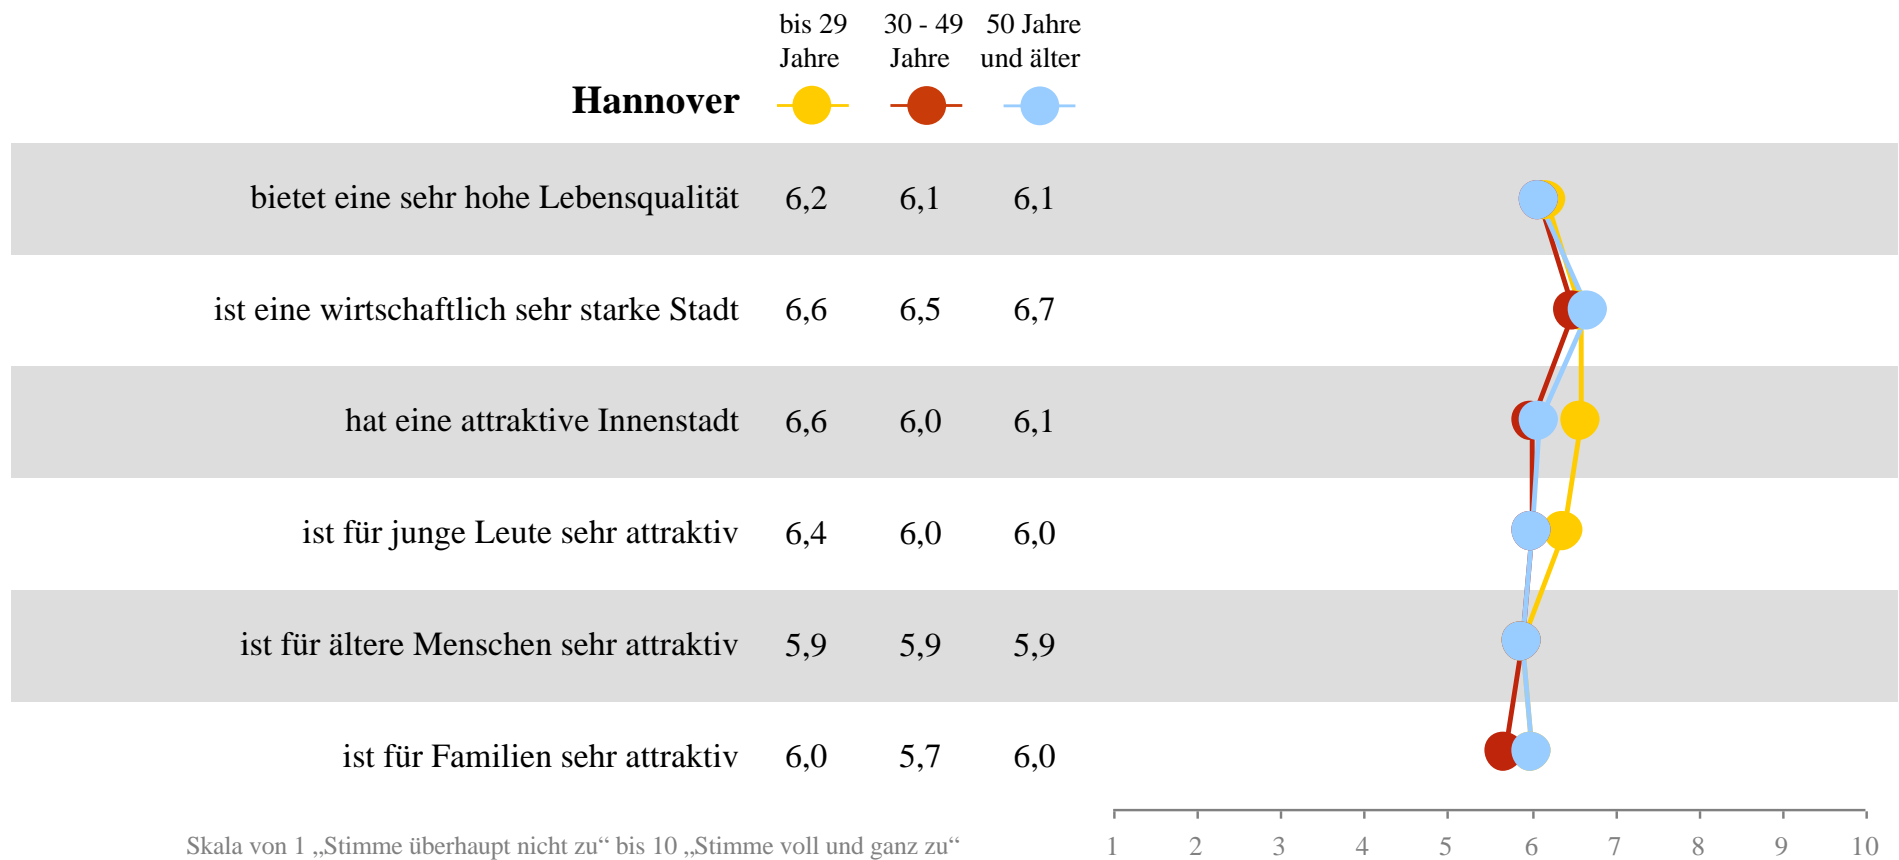 bis 29 30 - 49 50 Jahre
Jahre Jahre und älter
Hannover
bietet eine sehr hohe Lebensqualität 6,2 6,1 6,1
ist eine wirtschaftlich sehr starke Stadt 6,6 6,5 6,7
hat eine attraktive Innenstadt 6,6 6,0 6,1
ist für junge Leute sehr attraktiv 6,4 6,0 6,0
ist für ältere Menschen sehr attraktiv 5,9 5,9 5,9
ist für Familien sehr attraktiv 6,0 5,7 6,0
Skala von 1 „Stimme überhaupt nicht zu“ bis 10 „Stimme voll und ganz zu“ 1 2 3 4 5 6 7 8 9 10